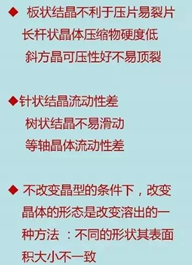 ◆ 板状结晶不利于压片易裂片
长杆状晶体压缩物硬度低
斜方晶可压性好不易顶裂
◆针状结晶流动性差
树状结晶不易滑动
等轴晶体流动性差
◆ 不改变晶型的条件下，改变
晶体的形态是改变溶出的一
种方法 ：不同的形状其表面
积大小不一致